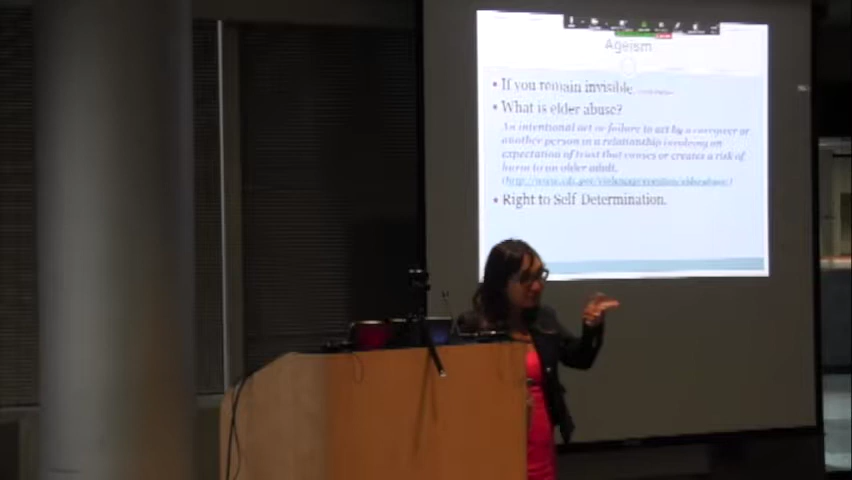 Ageism
• If you remain invisible.
• What is elder abuse?
An intentional act or failure to act by a caregiver or
another person in a relationship involving an
expectation of trust that causes or creates a risk of
harm to an older adult.
• Right to Self Determination.